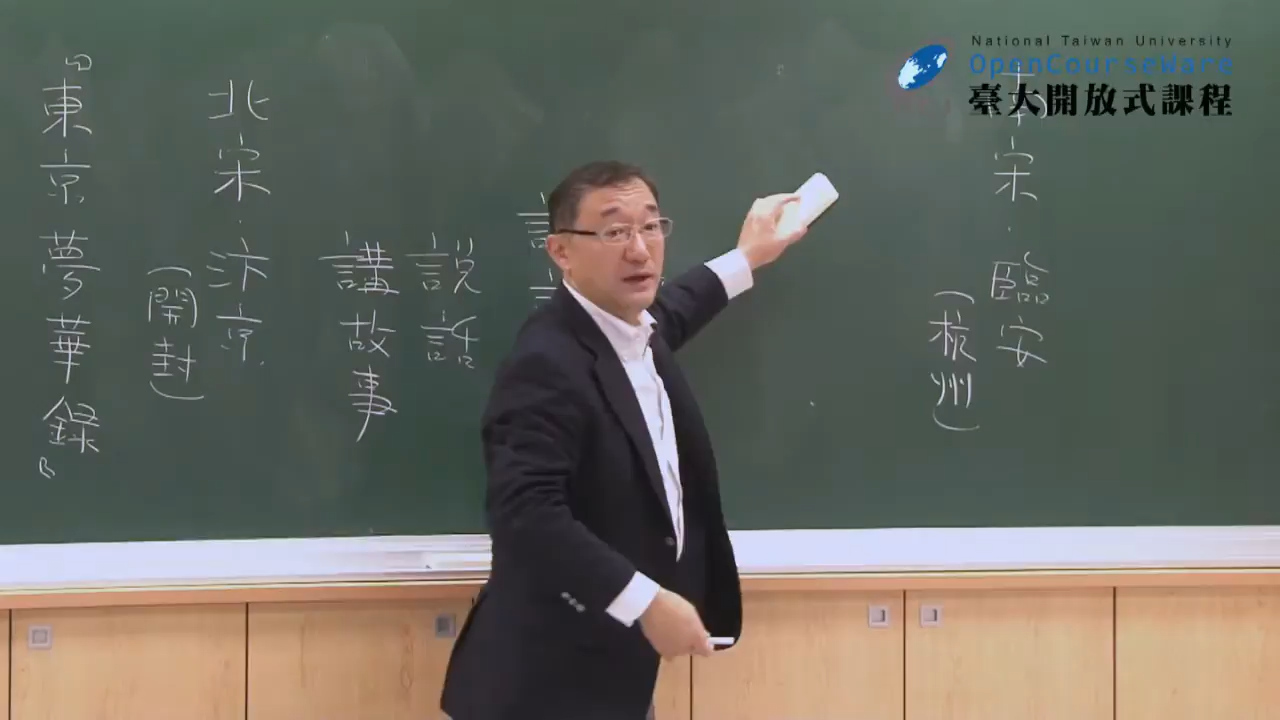 National Taiwan University
OpenCourseWare
臺大開放式課程
南宋·臨安
(杭州)
說話
講故事
北宋·汴京
(開封)
『東京夢華錄』